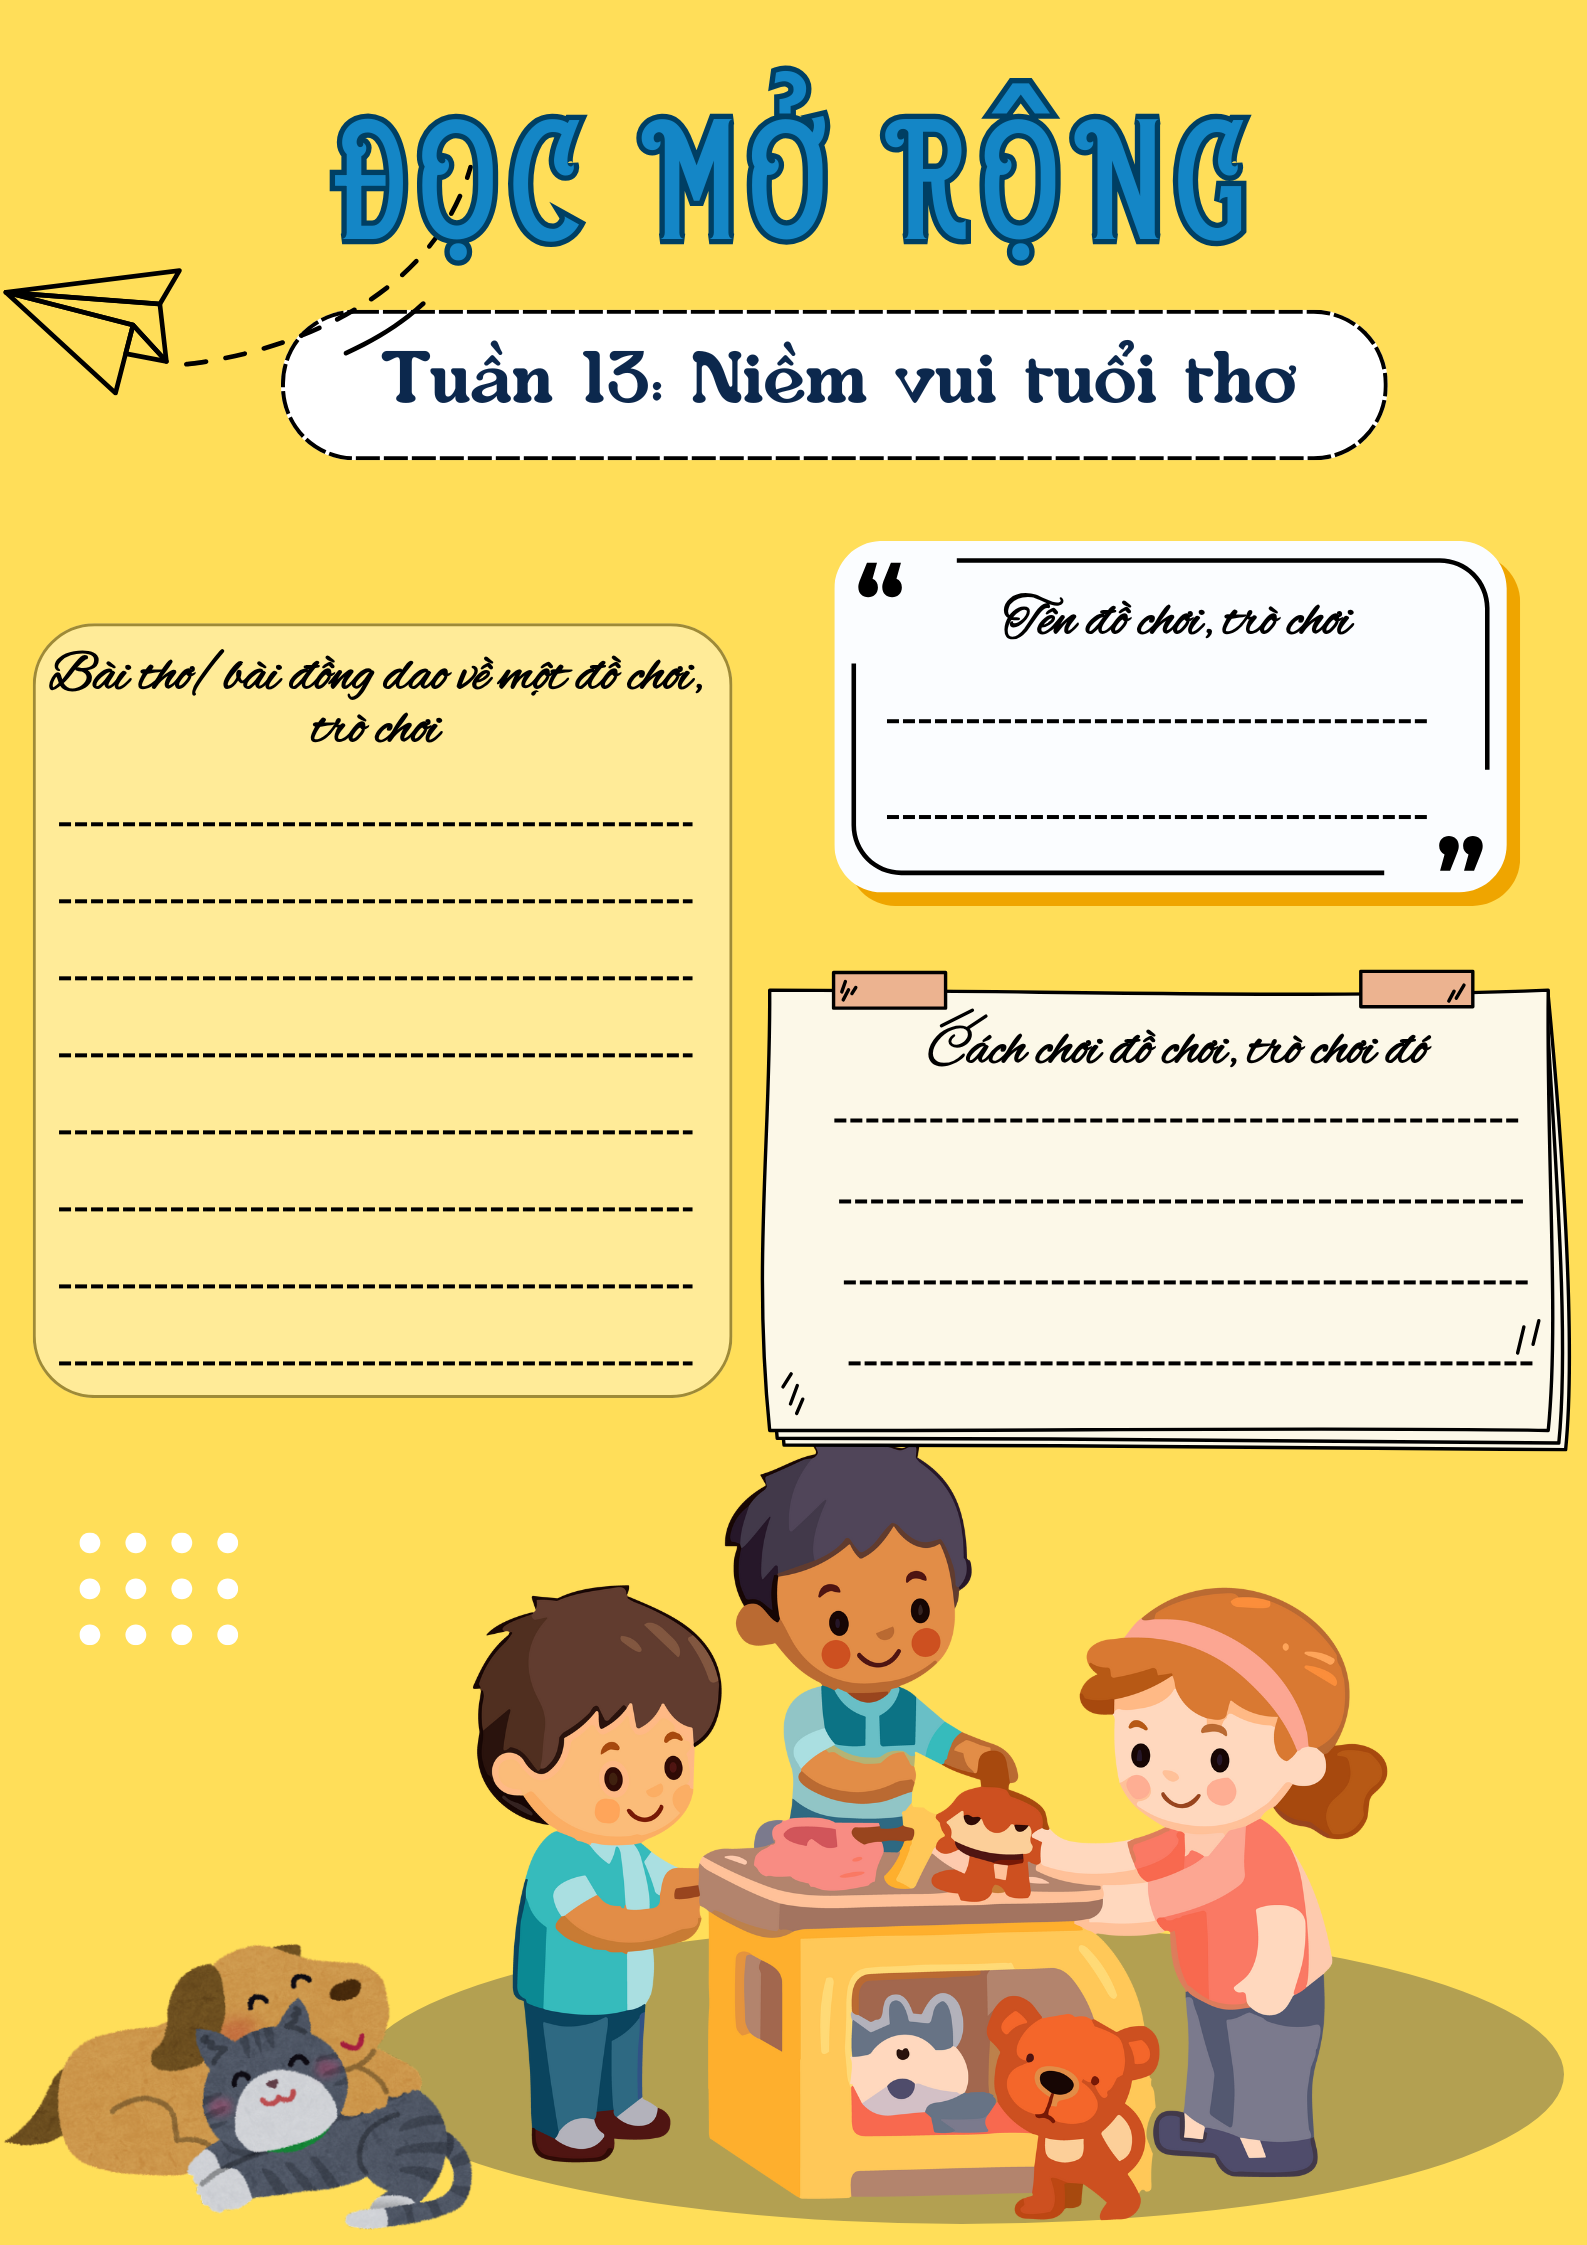 ĐỌC MỞ RỘNG
Tuần 13: Niềm vui tuổi thơ
Bài thơ/ bài đồng dao về một đồ chơi,
trò chơi
Tên đồ chơi, trò chơi
Cách chơi đồ chơi, trò chơi đó